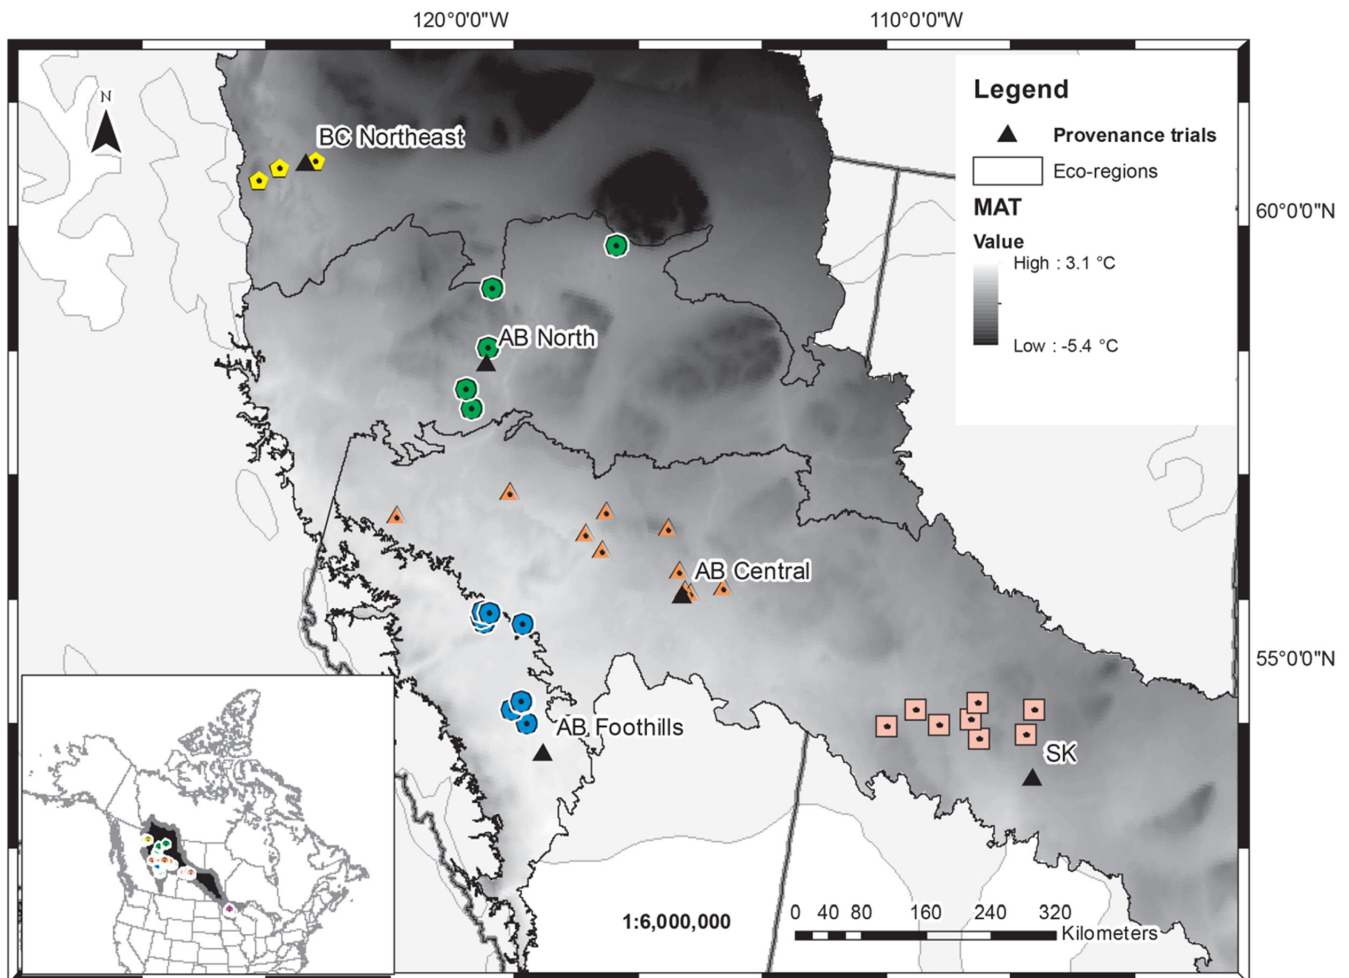 120°0'0"W
110°0'0"W
N
BC Northeast
Legend
Provenance trials
Eco-regions
MAT
Value
High : 3.1 °C
Low : -5.4 °C
60°0'0"N
AB North
AB Central
55°0'0"N
AB Foothills
SK
1:6,000,000
0 40 80 160 240 320
Kilometers